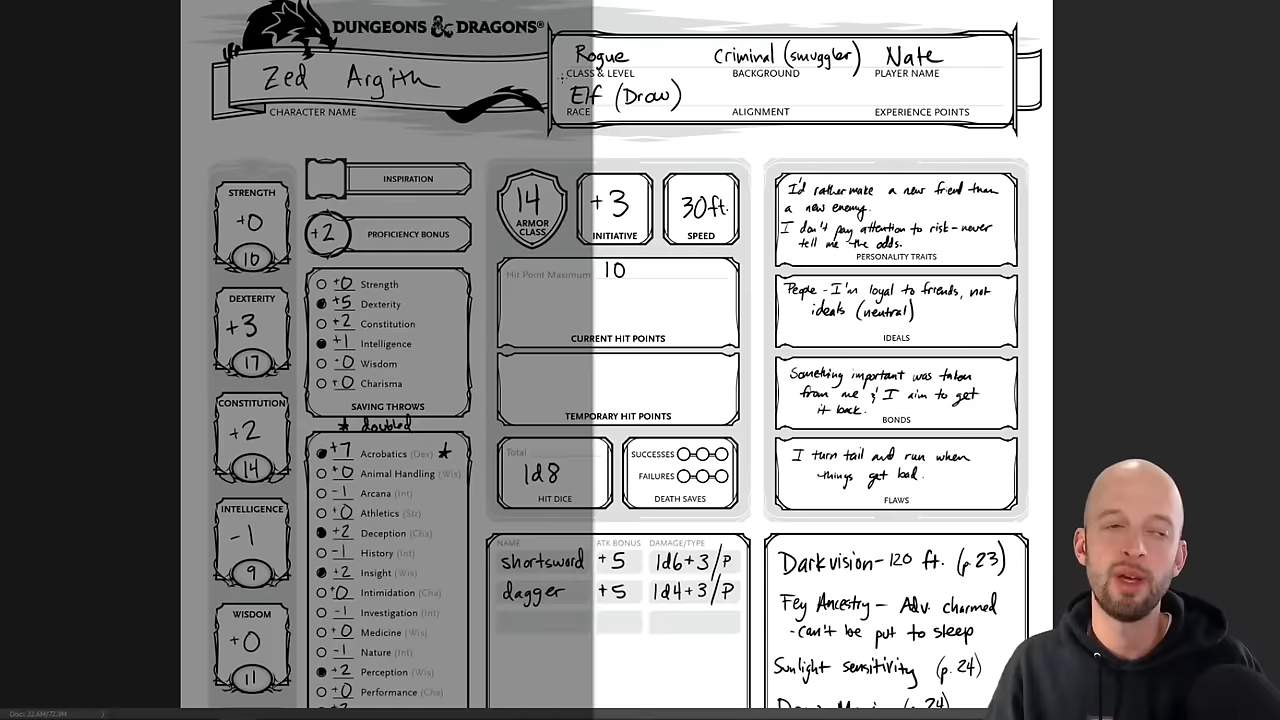 DUNGEONS & DRAGONS®
Zed Argith
CHARACTER NAME
Rogue
CLASS & LEVEL
Criminal (smuggler)
BACKGROUND
Nate
PLAYER NAME
Elf (Drow)
RACE
ALIGNMENT
EXPERIENCE POINTS
STRENGTH
+0
10
DEXTERITY
+3
17
CONSTITUTION
+2
14
INTELLIGENCE
-1
9
WISDOM
+0
11
INSPIRATION
+2 PROFICIENCY BONUS
+0 Strength
+5 Dexterity
+2 Constitution
+1 Intelligence
-0 Wisdom
+0 Charisma
SAVING THROWS
* doubled
+7 Acrobatics (Dex) *
+0 Animal Handling (Wis)
-1 Arcana (Int)
+0 Athletics (Str)
+2 Deception (Cha)
-1 History (Int)
+2 Insight (Wis)
+0 Intimidation (Cha)
-1 Investigation (Int)
+0 Medicine (Wis)
-1 Nature (Int)
+2 Perception (Wis)
+0 Performance (Cha)
14
ARMOR
CLASS
+3
INITIATIVE
30ft.
SPEED
Hit Point Maximum 10
CURRENT HIT POINTS
TEMPORARY HIT POINTS
Total
1d8
HIT DICE
SUCCESSES
FAILURES
DEATH SAVES
NAME ATK BONUS DAMAGE/TYPE
shortsword +5 1d6+3/P
dagger +5 1d4+3/P
I'd rather make a new friend than
a new enemy.
I don't pay attention to risk - never
tell me the odds.
PERSONALITY TRAITS
People - I'm loyal to friends, not
ideals (neutral)
IDEALS
Something important was taken
from me & I aim to get
it back.
BONDS
I turn tail and run when
things get bad.
FLAWS
Darkvision - 120 ft. (p.23)
Fey Ancestry - Adv. charmed
- can't be put to sleep
Sunlight sensitivity (p.24)
Doc: 22.6M/72.9M